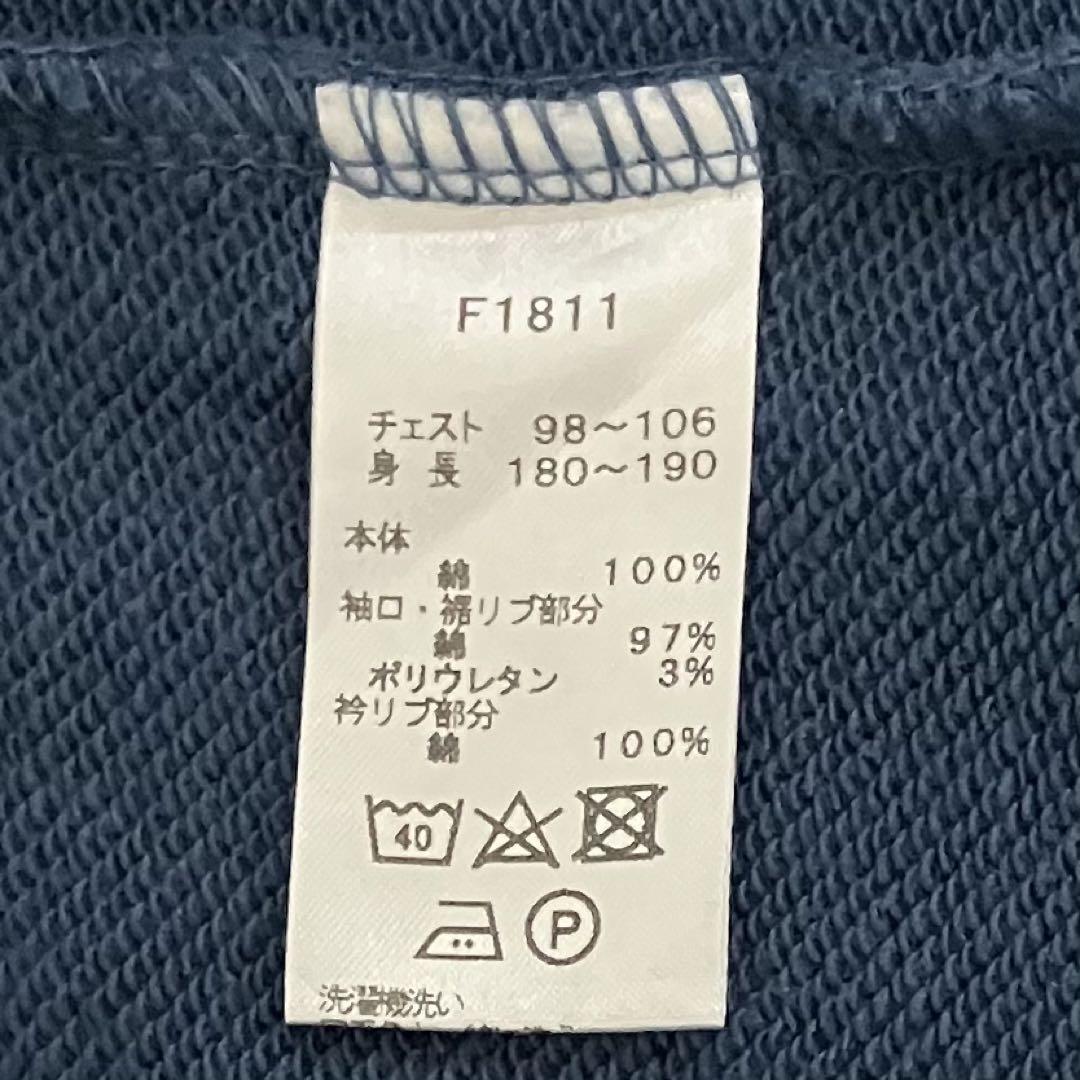 F1811
チェスト 98～106
身長 180～190
本体
綿 100%
袖口・裾リブ部分
綿 97%
ポリウレタン 3%
衿リブ部分
綿 100%
40
P
洗濯機洗い